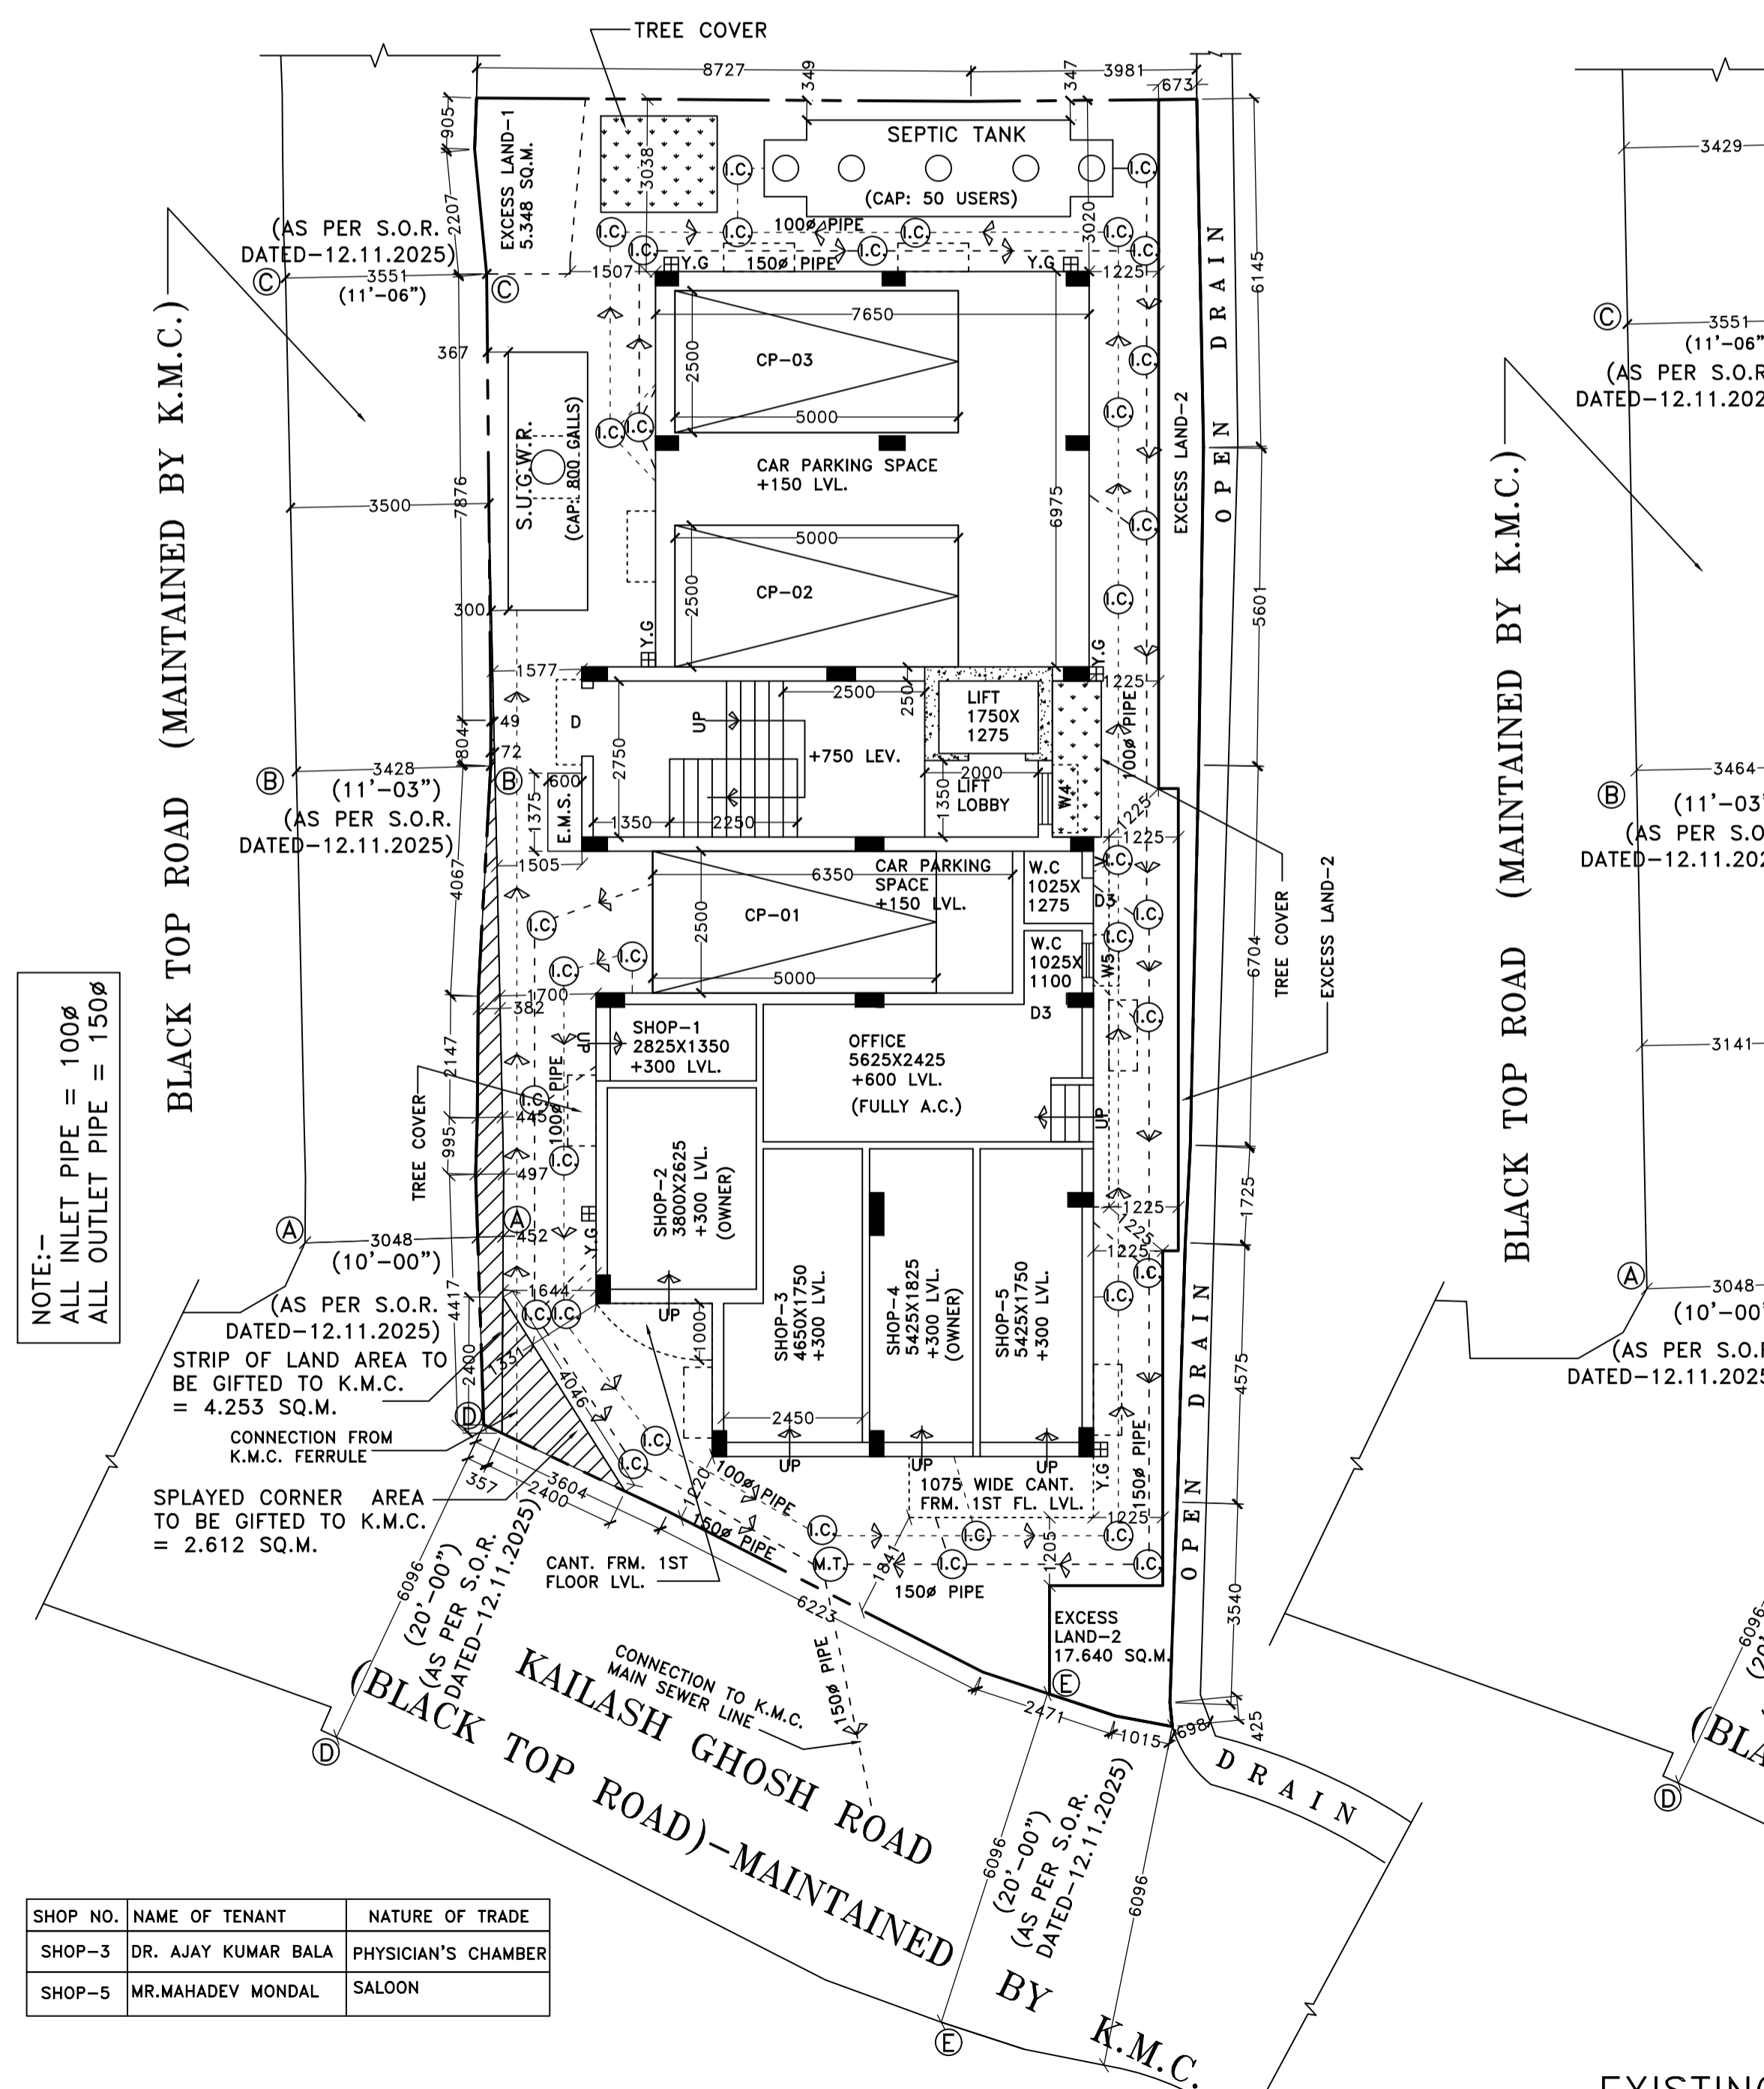 TREE COVER
8727
349
347
3981
673
905
EXCESS LAND-1
5.348 SQ.M.
3038
SEPTIC TANK
(CAP: 50 USERS)
I.C.
I.C.
2207
(AS PER S.O.R.
DATED-12.11.2025)
3551
(11'-06")
C
C
I.C.
I.C.
100ø PIPE
I.C.
I.C.
I.C.
I.C.
I.C.
3020
1507
Y.G
150ø PIPE
Y.G
1225
6145
OPEN DRAIN
7650
367
CP-03
2500
5000
I.C.
I.C.
I.C.
I.C.
EXCESS LAND-2
S.U.G.W.R.
(CAP: 800 GALLS)
CAR PARKING SPACE
+150 LVL.
3500
7876
6975
I.C.
5000
CP-02
2500
I.C.
5601
300
Y.G
Y.G
1577
1225
BLACK TOP ROAD (MAINTAINED BY K.M.C.)
49
D
UP
2500
250
LIFT
1750X
1275
100ø PIPE
804
72
2750
+750 LEV.
3428
(11'-03")
B
B
(AS PER S.O.R.
DATED-12.11.2025)
600
1375
E.M.S.
1350
2250
2000
LIFT
LOBBY
1350
W4
1225
1225
1505
4067
6350
CAR PARKING
SPACE
+150 LVL.
CP-01
2500
5000
W.C
1025X
1275
D3
I.C.
I.C.
W.C
1025X
1100
W5
I.C.
D3
I.C.
I.C.
I.C.
I.C.
TREE COVER
EXCESS LAND-2
6704
1700
382
SHOP-1
2825X1350
+300 LVL.
UP
OFFICE
5625X2425
+600 LVL.
(FULLY A.C.)
UP
NOTE:-
ALL INLET PIPE = 100ø
ALL OUTLET PIPE = 150ø
2147
TREE COVER
100ø PIPE
I.C.
445
995
I.C.
497
SHOP-2
3800X2625
+300 LVL.
(OWNER)
A
A
3048
(10'-00")
452
Y.G
1225
1225
1225
1725
(AS PER S.O.R.
DATED-12.11.2025)
4417
1644
I.C.
I.C.
UP
1000
SHOP-3
4650X1750
+300 LVL.
SHOP-4
5425X1825
+300 LVL.
(OWNER)
SHOP-5
5425X1750
+300 LVL.
I.C.
I.C.
OPEN DRAIN
4575
STRIP OF LAND AREA TO
BE GIFTED TO K.M.C.
= 4.253 SQ.M.
2400
1351
4046
D
CONNECTION FROM
K.M.C. FERRULE
2450
I.C.
I.C.
UP
UP
UP
Y.G
150ø PIPE
357
3604
2400
SPLAYED CORNER AREA
TO BE GIFTED TO K.M.C.
= 2.612 SQ.M.
100ø PIPE
150ø PIPE
1075 WIDE CANT.
FRM. 1ST FL. LVL.
1225
I.C.
I.C.
I.C.
M.T.
I.C.
I.C.
1841
1205
150ø PIPE
CANT. FRM. 1ST
FLOOR LVL.
6096
(20'-00")
(AS PER S.O.R.
DATED-12.11.2025)
6223
3540
EXCESS
LAND-2
17.640 SQ.M.
E
CONNECTION TO K.M.C.
MAIN SEWER LINE
150ø PIPE
2471
1015
698
425
DRAIN
D
KAILASH GHOSH ROAD
(BLACK TOP ROAD)-MAINTAINED BY K.M.C.
6096
(20'-00")
(AS PER S.O.R.
DATED-12.11.2025)
6096
E
SHOP NO. NAME OF TENANT NATURE OF TRADE
SHOP-3 DR. AJAY KUMAR BALA PHYSICIAN'S CHAMBER
SHOP-5 MR.MAHADEV MONDAL SALOON
3429
C
3551
(11'-06"
(AS PER S.O.R
DATED-12.11.202
BLACK TOP ROAD (MAINTAINED BY K.M.C.)
3464
B
(11'-03'
(AS PER S.O
DATED-12.11.202
3141
A
3048
(10'-00
(AS PER S.O.R
DATED-12.11.2025
6096
D
(BLA
EXISTING